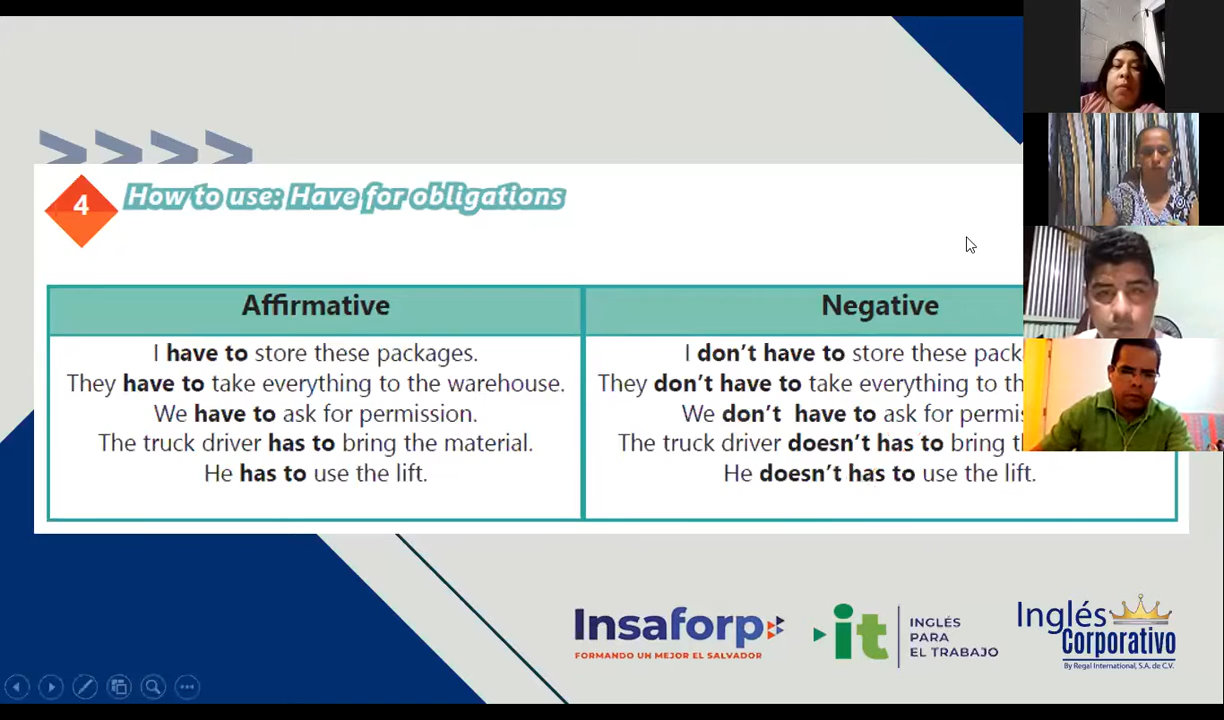 4
How to use: Have for obligations
Affirmative
I have to store these packages.
They have to take everything to the warehouse.
We have to ask for permission.
The truck driver has to bring the material.
He has to use the lift.
Negative
I don't have to store these pack
They don't have to take everything to th
We don't have to ask for permis
The truck driver doesn't has to bring t
He doesn't has to use the lift.
Insaforp
FORMANDO UN MEJOR EL SALVADOR
it
INGLÉS
PARA
EL TRABAJO
Inglés
Corporativo
By Regal International, S.A. de C.V.